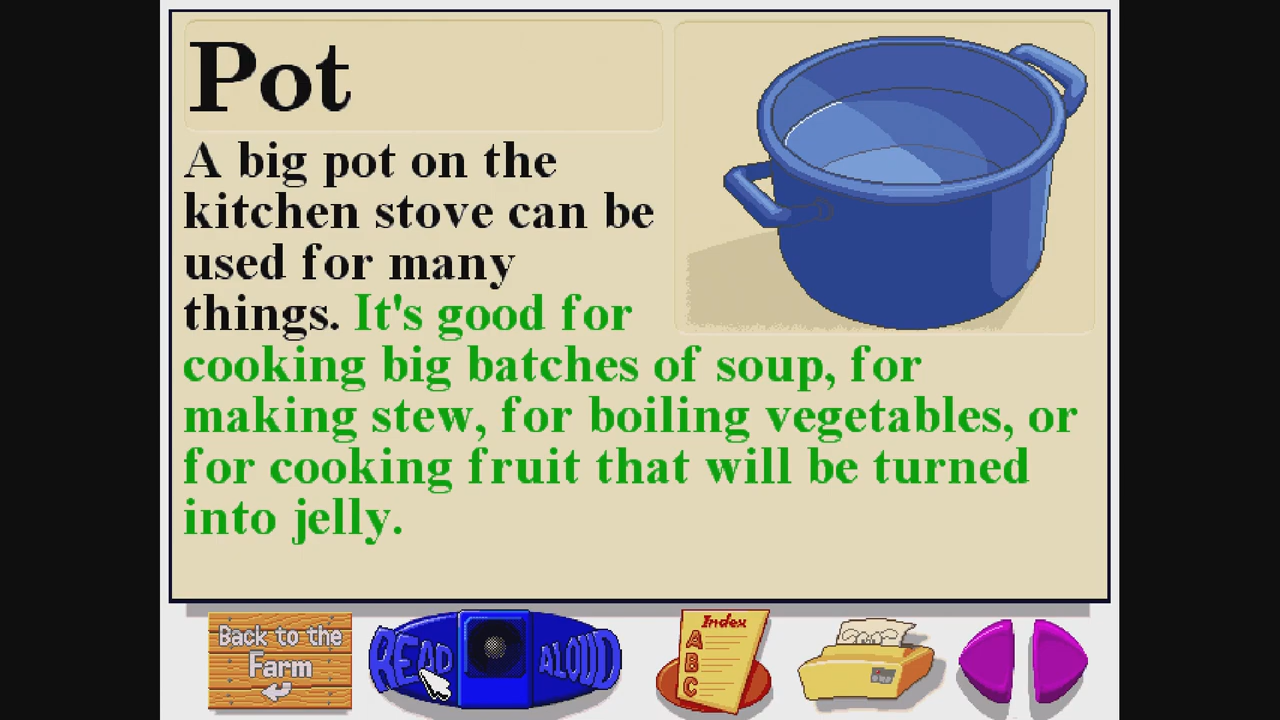 Pot
A big pot on the
kitchen stove can be
used for many
things. It's good for
cooking big batches of soup, for
making stew, for boiling vegetables, or
for cooking fruit that will be turned
into jelly.
Back to the
Farm
READ ALOUD
Index
A
B
C